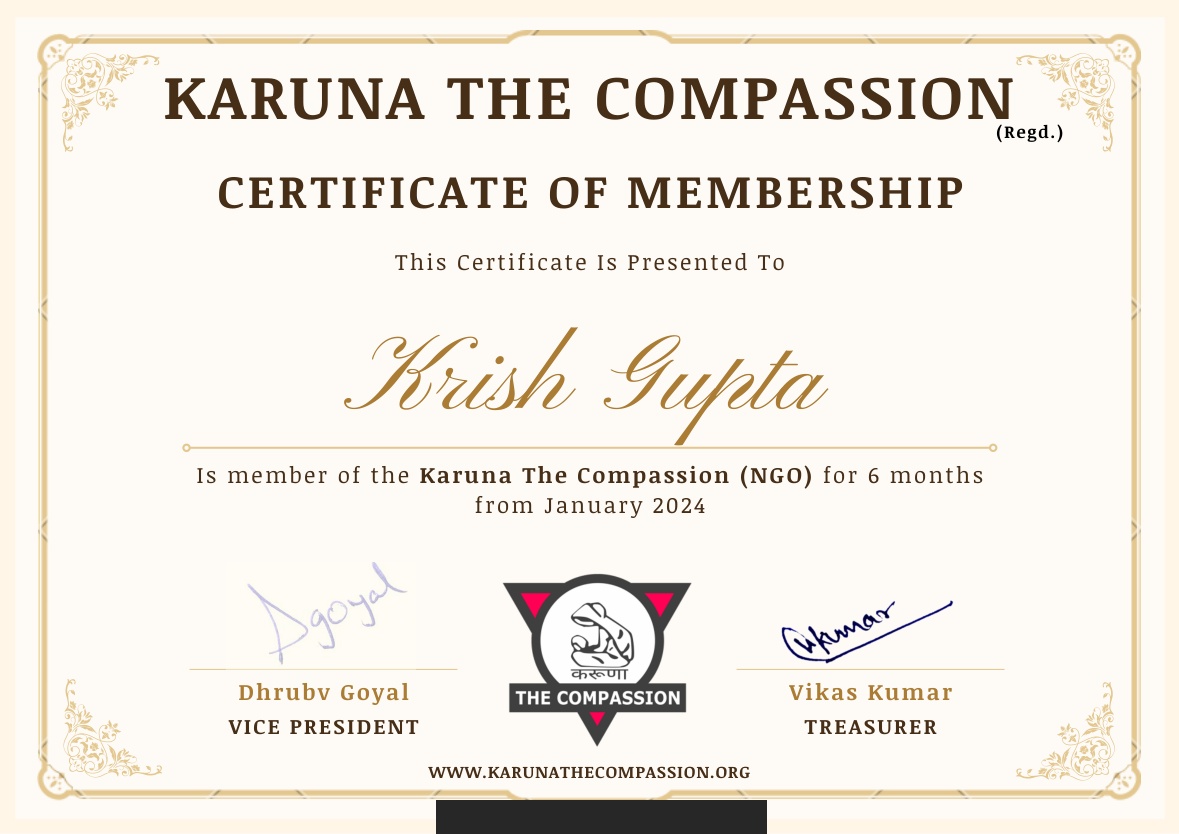 KARUNA THE COMPASSION
(Regd.)
CERTIFICATE OF MEMBERSHIP
This Certificate Is Presented To
Krish Gupta
Is member of the Karuna The Compassion (NGO) for 6 months
from January 2024
Dgoyal
Vkumar
करूणा
THE COMPASSION
Dhrubv Goyal
Vikas Kumar
VICE PRESIDENT
TREASURER
WWW.KARUNATHECOMPASSION.ORG